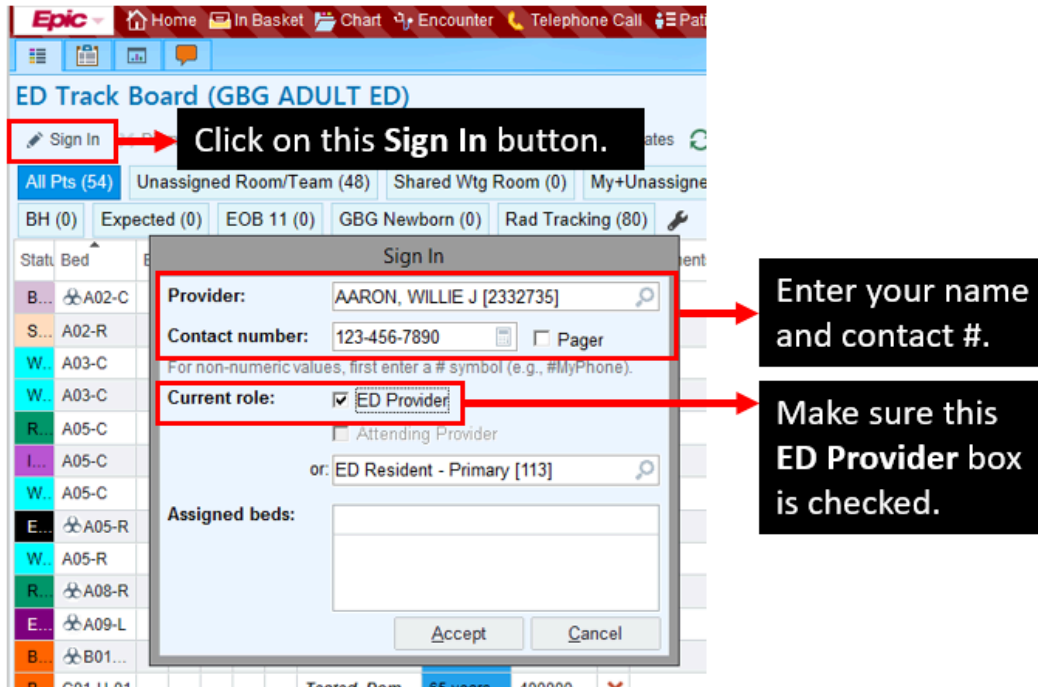 Epic Home In Basket Chart Encounter Telephone Call Pati
ED Track Board (GBG ADULT ED)
Sign In
Click on this Sign In button.
ates
All Pts (54) Unassigned Room/Team (48) Shared Wtg Room (0) My+Unassigne
BH (0) Expected (0) EOB 11 (0) GBG Newborn (0) Rad Tracking (80)
Statu Bed
Sign In
B... A02-C
Provider: AARON, WILLIE J [2332735]
Enter your name
and contact #.
S... A02-R
Contact number: 123-456-7890 Pager
W... A03-C
For non-numeric values, first enter a # symbol (e.g., #MyPhone).
W... A03-C
Current role: ED Provider
Make sure this
ED Provider box
is checked.
R... A05-C
Attending Provider
I... A05-C
or: ED Resident - Primary [113]
W... A05-C
Assigned beds:
E... A05-R
W... A05-R
R... A08-R
E... A09-L
Accept Cancel
B... B01...